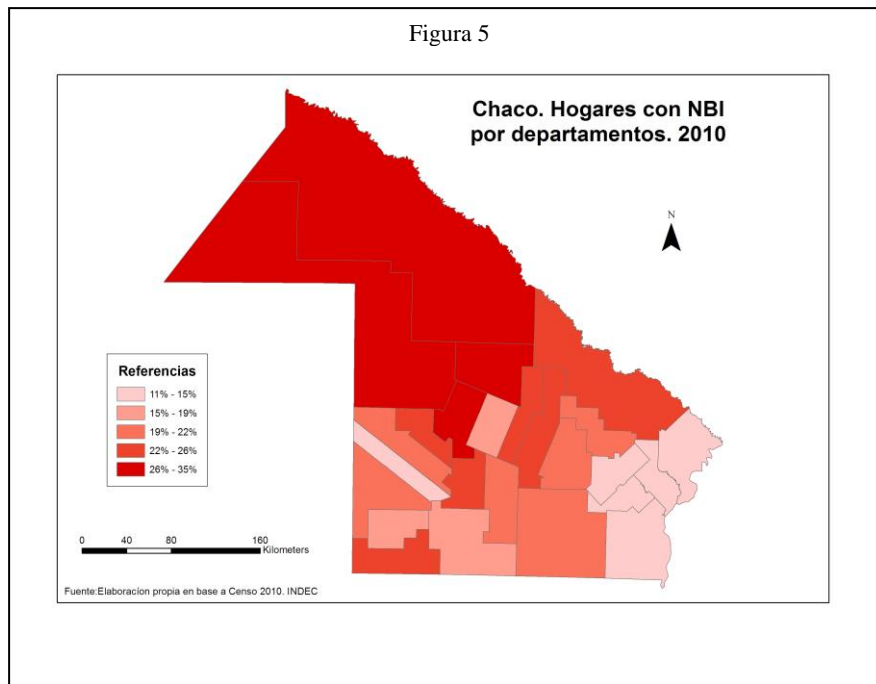 Figura 5
Chaco. Hogares con NBI
por departamentos. 2010
N
Referencias
11% - 15%
15% - 19%
19% - 22%
22% - 26%
26% - 35%
0 40 80 160
Kilometers
Fuente:Elaboracíon propia en base a Censo 2010. INDEC